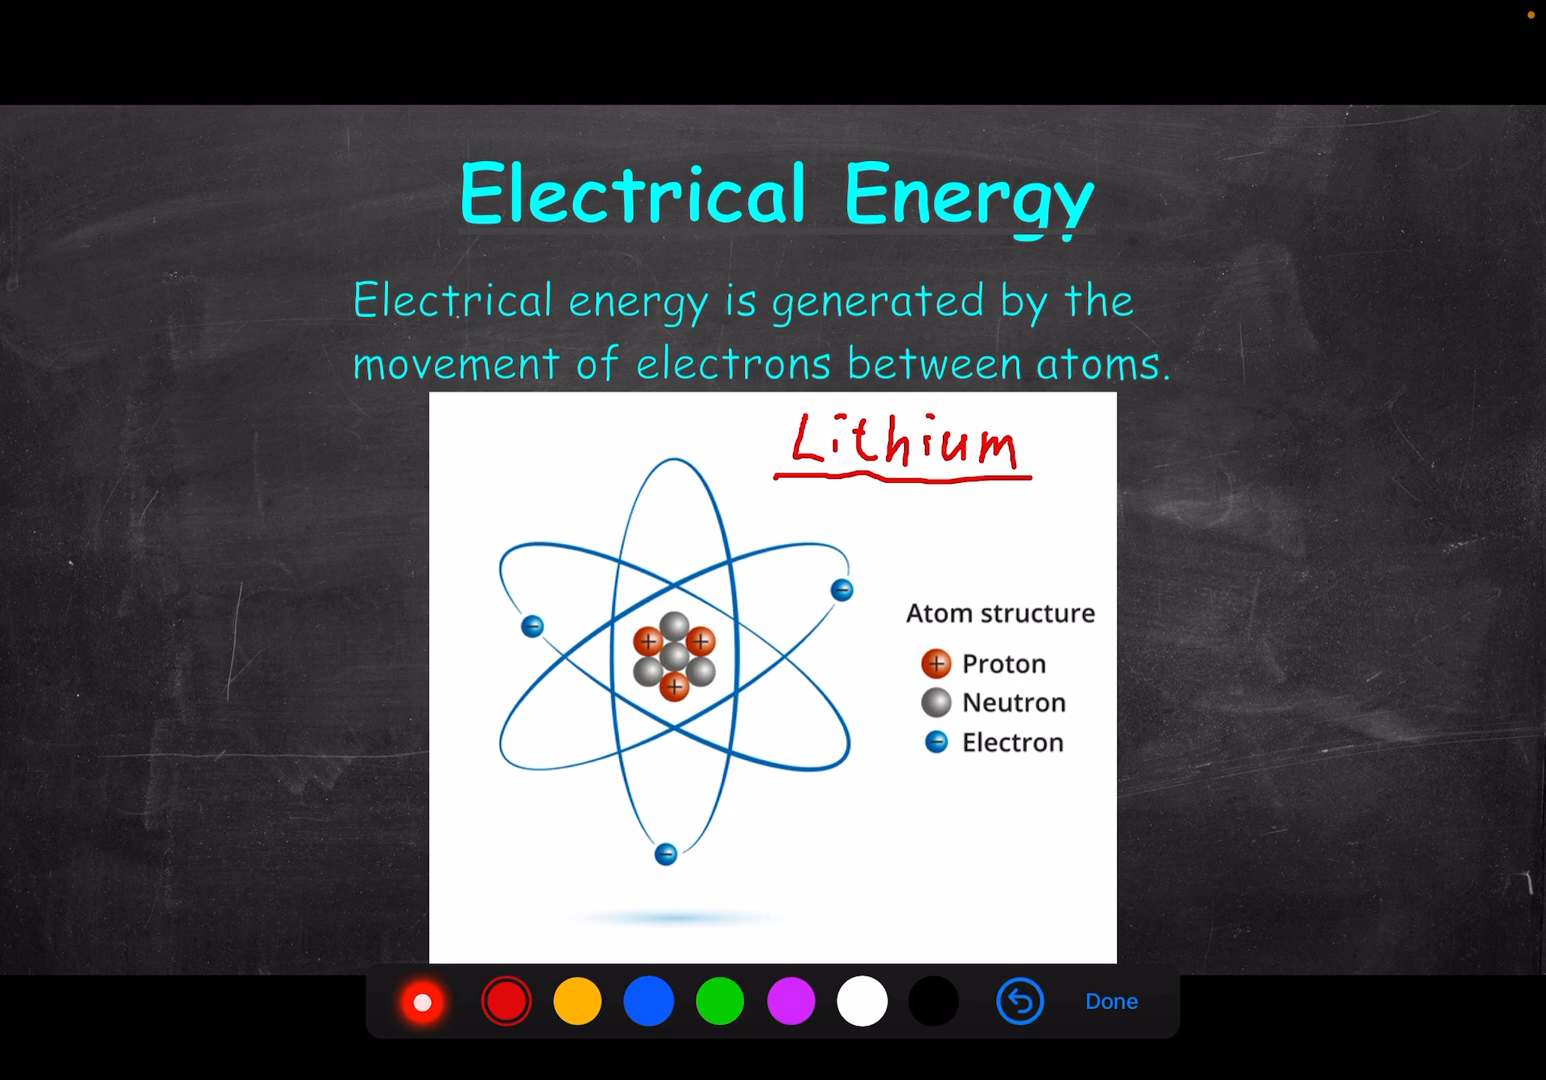 Electrical Energy
Electrical energy is generated by the
movement of electrons between atoms.
Lithium
Atom structure
+ Proton
Neutron
− Electron
Done